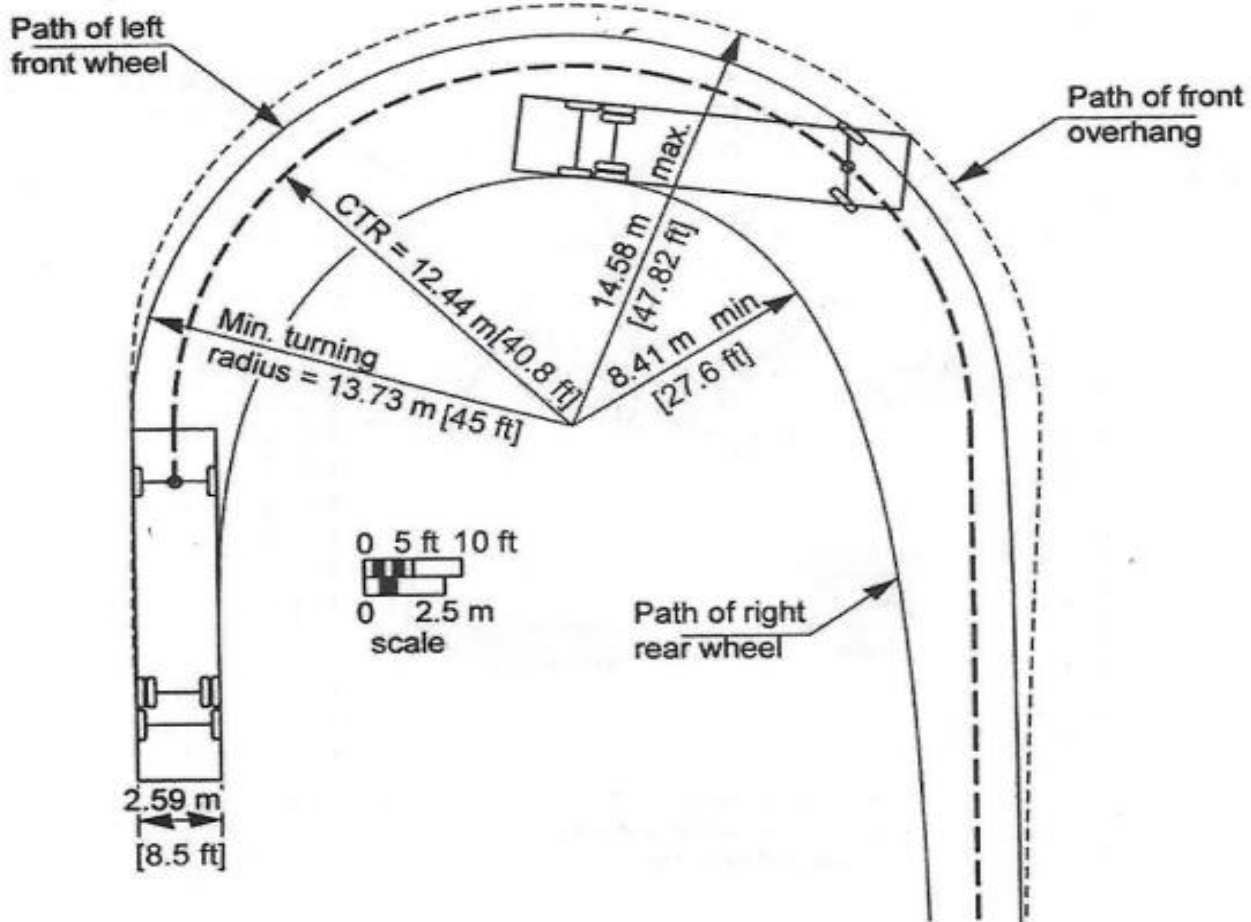 Path of left
front wheel
Path of front
overhang
CTR = 12.44 m[40.8 ft]
14.58 m max.
[47.82 ft]
8.41 m min
[27.6 ft]
Min. turning
radius = 13.73 m [45 ft]
0 5 ft 10 ft
0 2.5 m
scale
Path of right
rear wheel
2.59 m
[8.5 ft]